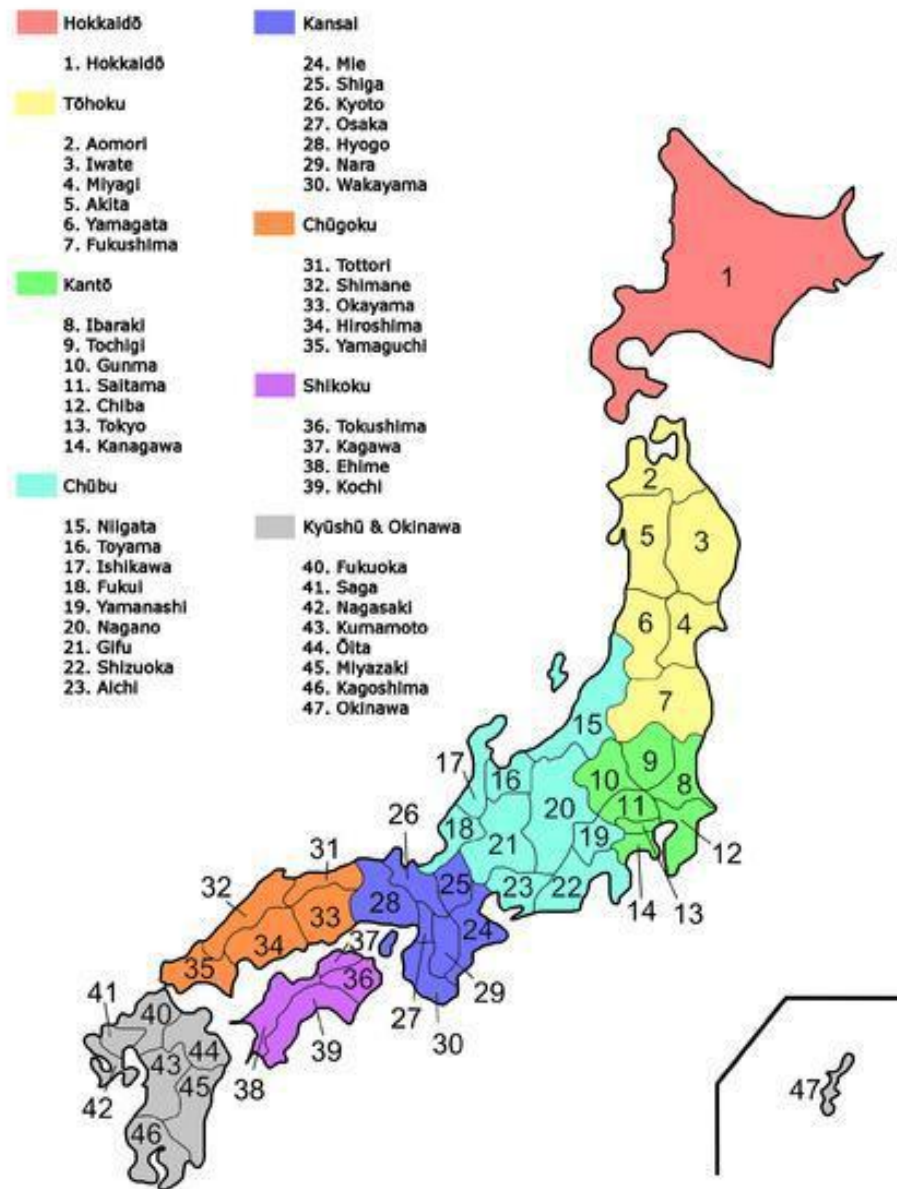 Hokkaidō
1. Hokkaidō
Tōhoku
2. Aomori
3. Iwate
4. Miyagi
5. Akita
6. Yamagata
7. Fukushima
Kantō
8. Ibaraki
9. Tochigi
10. Gunma
11. Saitama
12. Chiba
13. Tokyo
14. Kanagawa
Chūbu
15. Niigata
16. Toyama
17. Ishikawa
18. Fukui
19. Yamanashi
20. Nagano
21. Gifu
22. Shizuoka
23. Aichi
Kansai
24. Mie
25. Shiga
26. Kyoto
27. Osaka
28. Hyogo
29. Nara
30. Wakayama
Chūgoku
31. Tottori
32. Shimane
33. Okayama
34. Hiroshima
35. Yamaguchi
Shikoku
36. Tokushima
37. Kagawa
38. Ehime
39. Kochi
Kyūshū & Okinawa
40. Fukuoka
41. Saga
42. Nagasaki
43. Kumamoto
44. Ōita
45. Miyazaki
46. Kagoshima
47. Okinawa
1
2
5
3
6
4
7
15
17
16
10
9
8
20
11
26
18
21
19
12
31
25
23
22
14
13
32
28
33
24
34
37
35
36
29
41
40
27
30
39
44
43
38
42
45
46
47